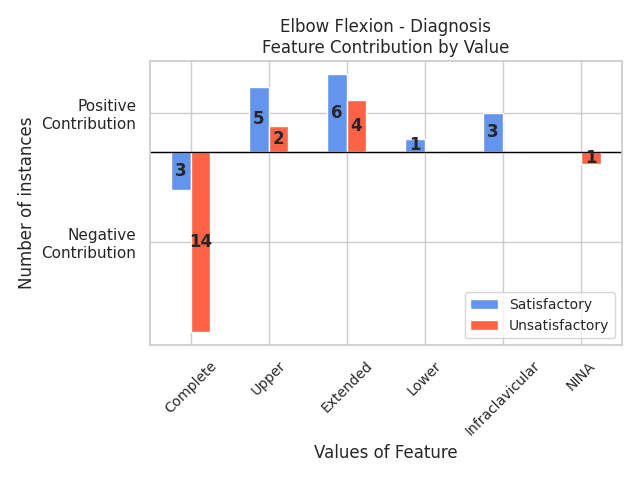 Elbow Flexion - Diagnosis
Feature Contribution by Value
Number of instances
Positive
Contribution
Negative
Contribution
3
14
5
2
6
4
1
3
1
Satisfactory
Unsatisfactory
Complete
Upper
Extended
Lower
Infraclavicular
NINA
Values of Feature